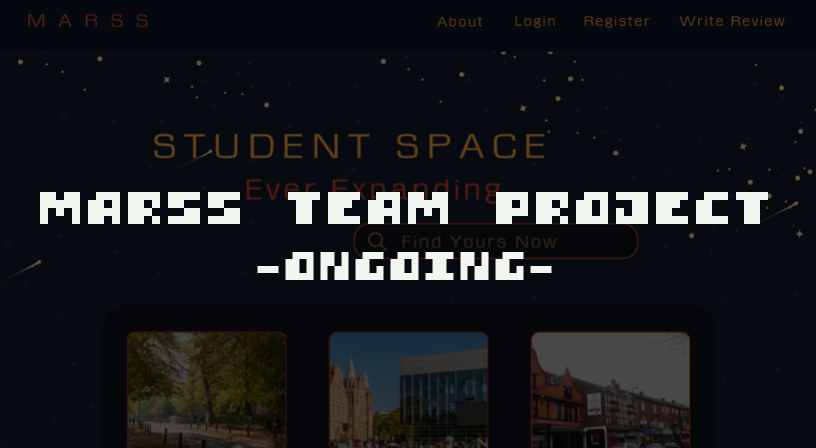 MARSS
About Login Register Write Review
STUDENT SPACE
Ever Expanding
MARSS TEAM PROJECT
Find Yours Now
-ONGOING-